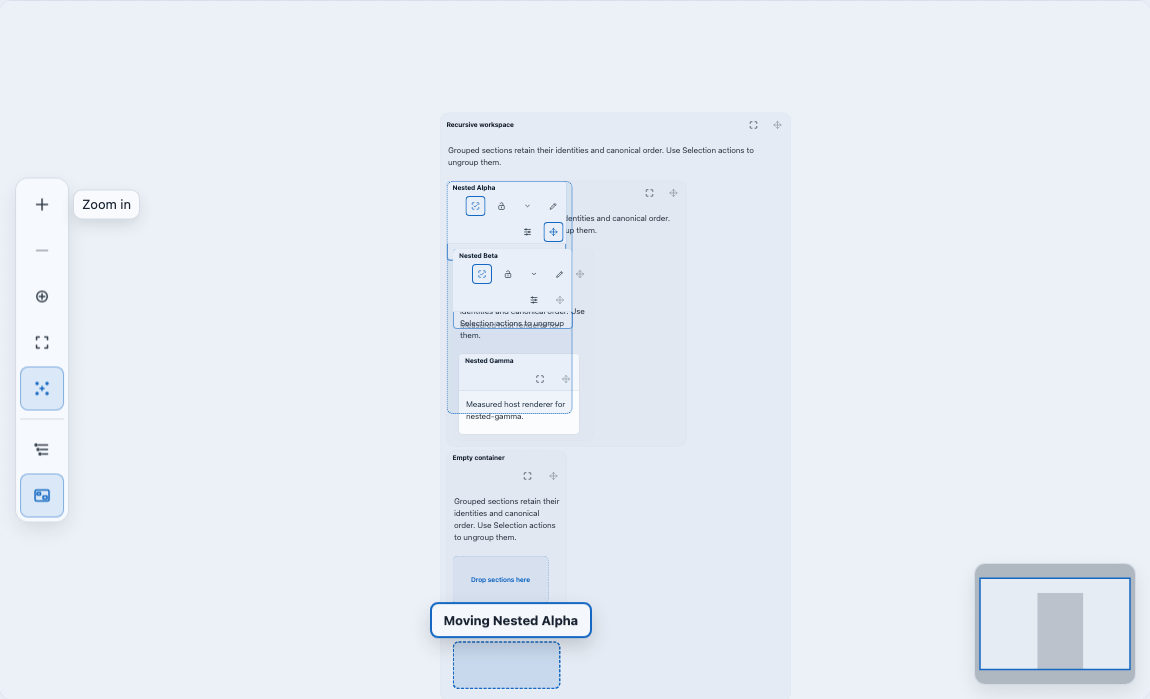 Recursive workspace
Grouped sections retain their identities and canonical order. Use Selection actions to
ungroup them.
Nested Alpha
dentities and canonical order.
up them.
Zoom in
Nested Beta
identities and canonical order. Use
Selection actions to ungroup
them.
Nested Gamma
Measured host renderer for
nested-gamma.
Empty container
Grouped sections retain their
identities and canonical
order. Use Selection actions
to ungroup them.
Drop sections here
Moving Nested Alpha